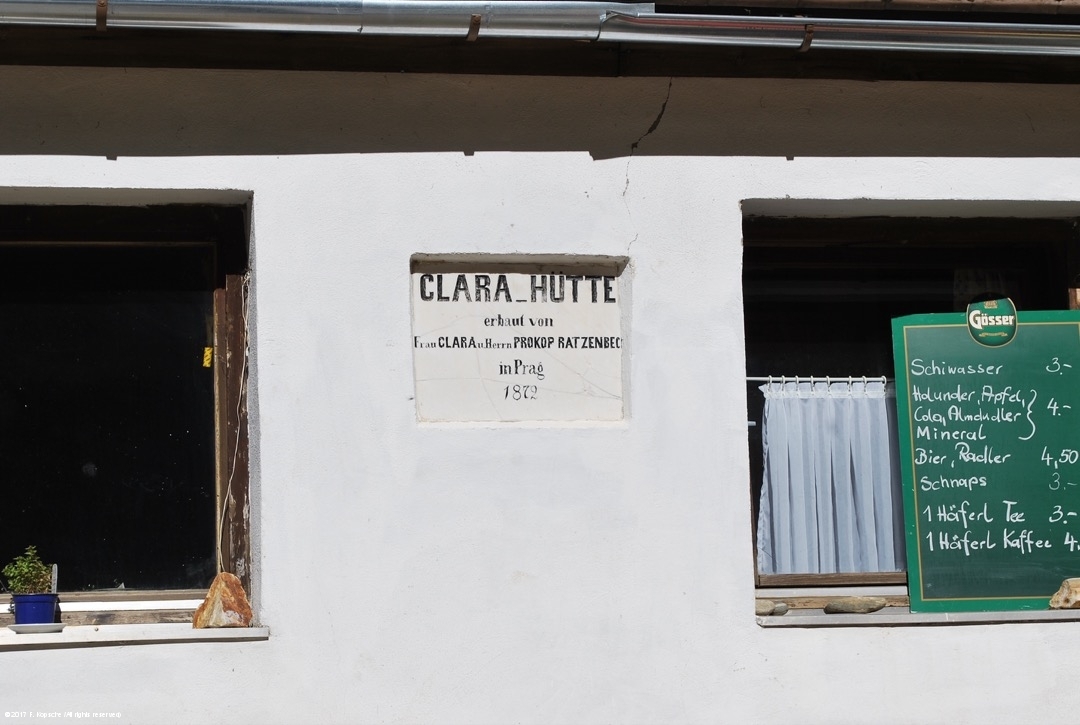 CLARA_HÜTTE
erbaut von
Frau CLARA u. Herrn PROKOP RATZENBEC
in Prag
1872
Gösser
Schiwasser 3.-
Holunder, Apfel,
Cola, Almdudler 4.-
Mineral
Bier, Radler 4,50
Schnaps 3.-
1 Häferl Tee 3.-
1 Häferl Kaffee 4.
©2017 (All rights reserved)